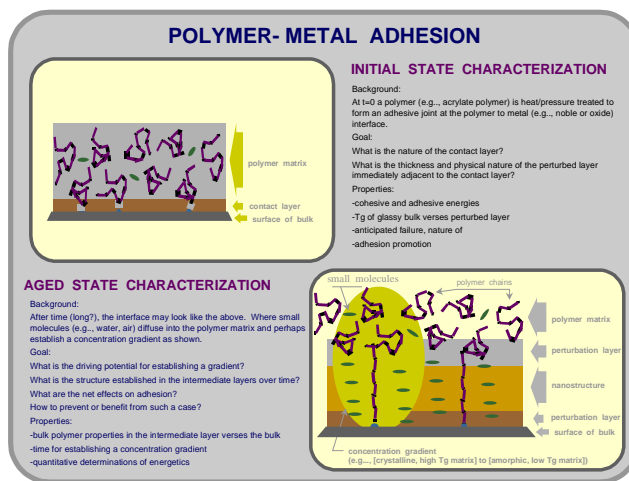 POLYMER- METAL ADHESION
polymer matrix
contact layer
surface of bulk
INITIAL STATE CHARACTERIZATION
Background:
At t=0 a polymer (e.g.., acrylate polymer) is heat/pressure treated to
form an adhesive joint at the polymer to metal (e.g.., noble or oxide)
interface.
Goal:
What is the nature of the contact layer?
What is the thickness and physical nature of the perturbed layer
immediately adjacent to the contact layer?
Properties:
-cohesive and adhesive energies
-Tg of glassy bulk verses perturbed layer
-anticipated failure, nature of
-adhesion promotion
AGED STATE CHARACTERIZATION
Background:
After time (long?), the interface may look like the above. Where small
molecules (e.g.., water, air) diffuse into the polymer matrix and perhaps
establish a concentration gradient as shown.
Goal:
What is the driving potential for establishing a gradient?
What is the structure established in the intermediate layers over time?
What are the net effects on adhesion?
How to prevent or benefit from such a case?
Properties:
-bulk polymer properties in the intermediate layer verses the bulk
-time for establishing a concentration gradient
-quantitative determinations of energetics
small molecules
polymer chains
polymer matrix
perturbation layer
nanostructure
perturbation layer
surface of bulk
concentration gradient
(e.g.., [crystalline, high Tg matrix] to [amorphic, low Tg matrix])